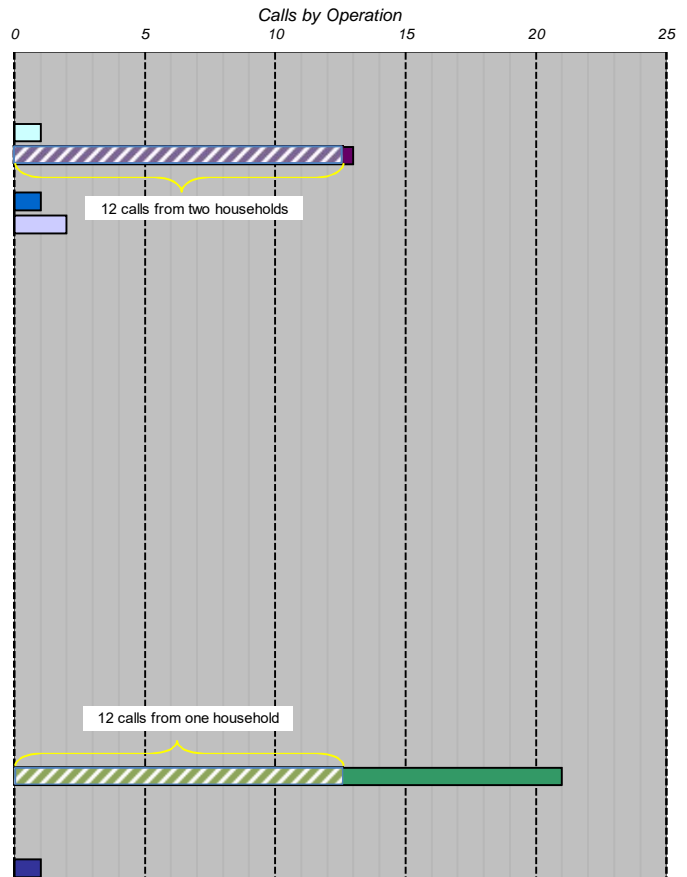 Calls by Operation
0 5 10 15 20 25
12 calls from two households
12 calls from one household